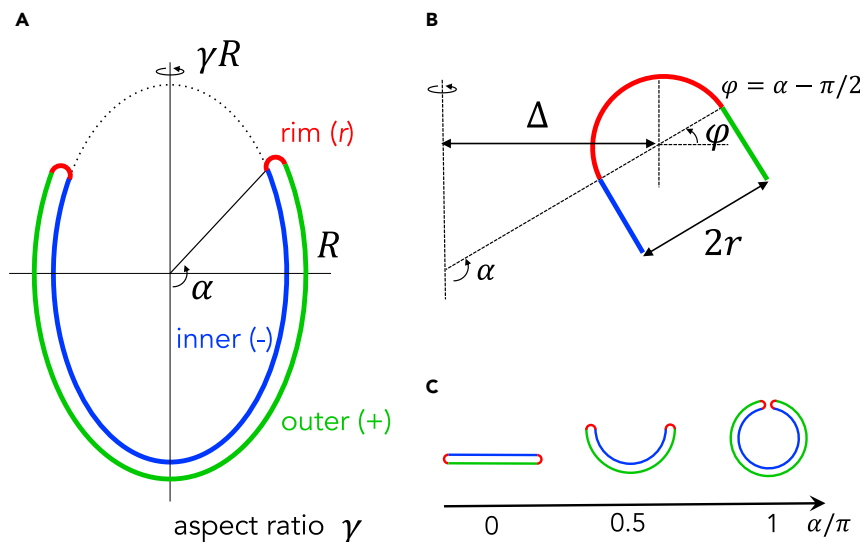 A
γR
rim (r)
R
α
inner (-)
outer (+)
aspect ratio γ
B
φ = α − π/2
Δ
φ
α
2r
C
0 0.5 1 α/π